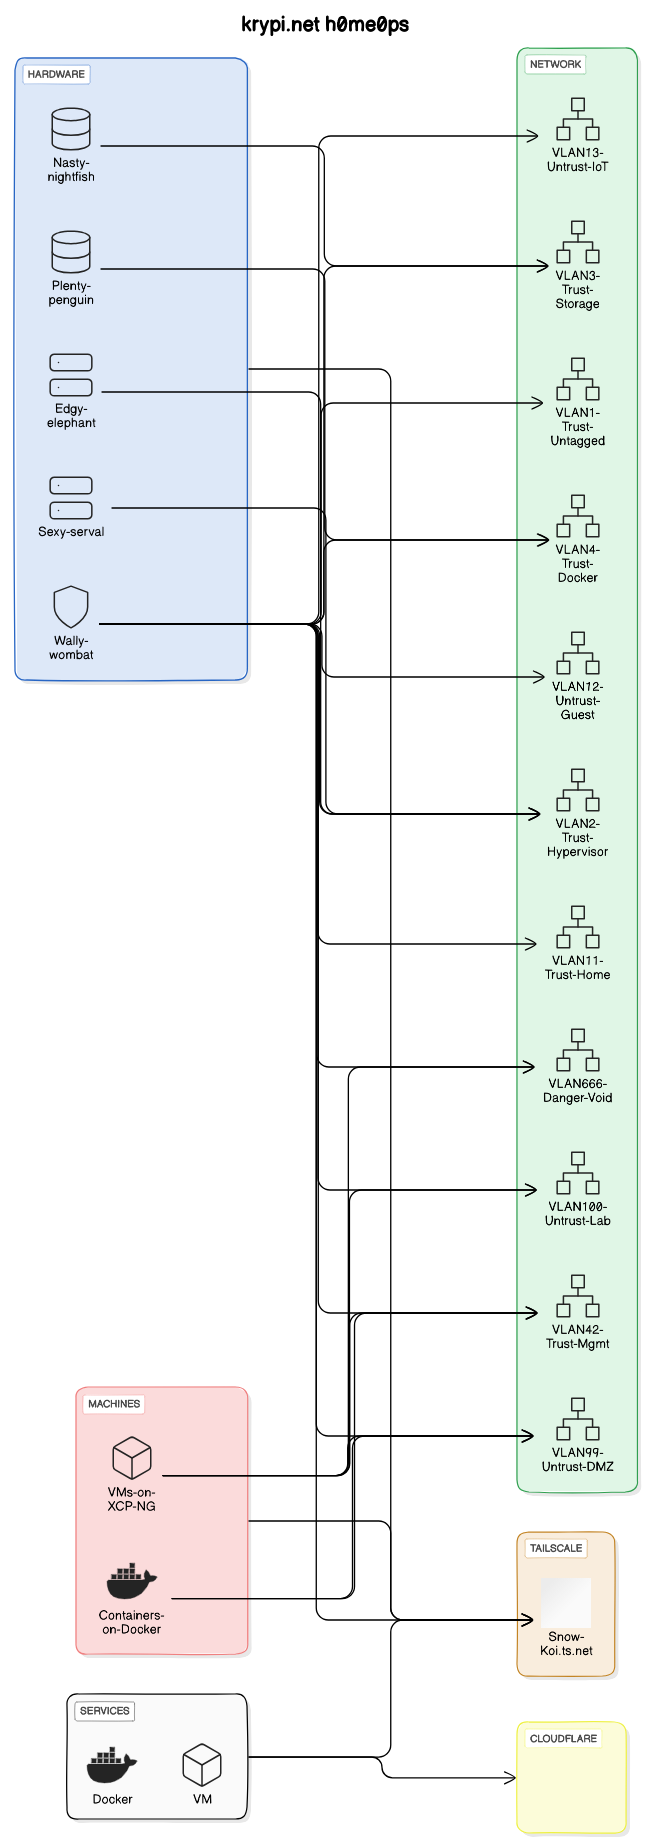 krypi.net h0me0ps
HARDWARE
Nasty-
nightfish
Plenty-
penguin
Edgy-
elephant
Sexy-serval
Wally-
wombat
NETWORK
VLAN13-
Untrust-IoT
VLAN3-
Trust-
Storage
VLAN1-
Trust-
Untagged
VLAN4-
Trust-
Docker
VLAN12-
Untrust-
Guest
VLAN2-
Trust-
Hypervisor
VLAN11-
Trust-Home
VLAN666-
Danger-Void
VLAN100-
Untrust-Lab
VLAN42-
Trust-Mgmt
VLAN99-
Untrust-DMZ
MACHINES
VMs-on-
XCP-NG
Containers-
on-Docker
TAILSCALE
Snow-
Koi.ts.net
SERVICES
Docker
VM
CLOUDFLARE